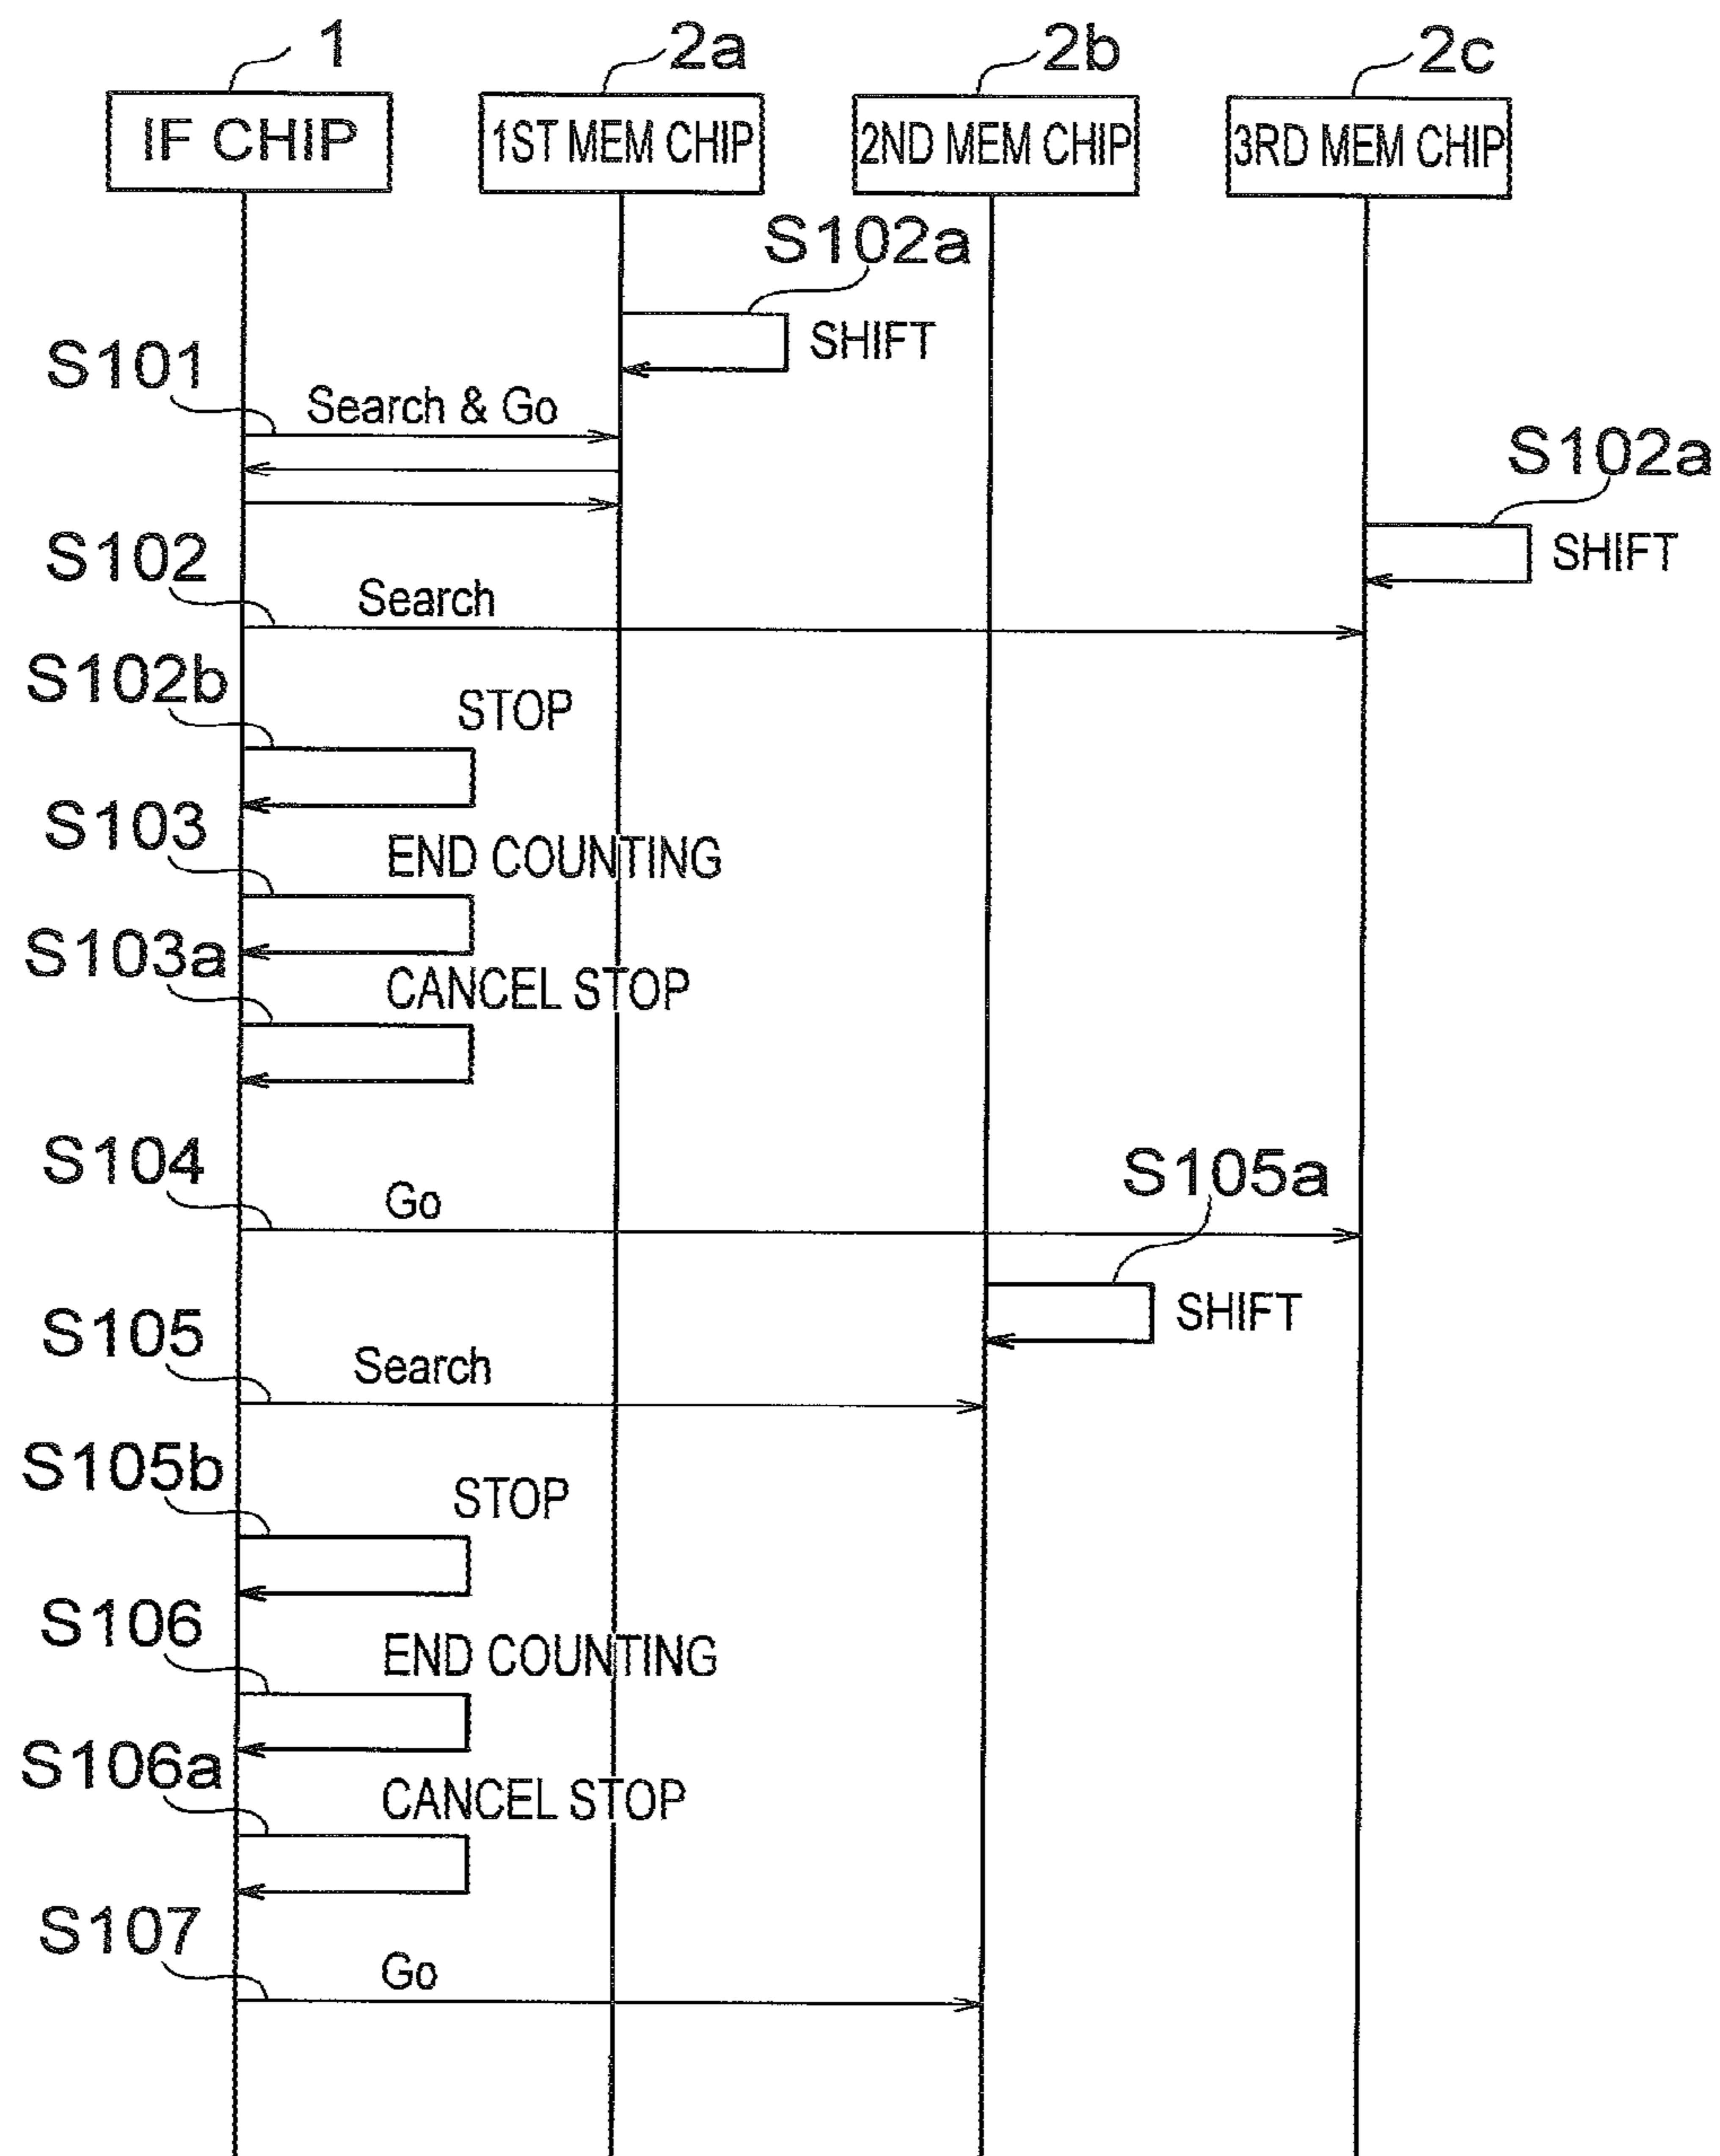 1
2a
2b
2c
IF CHIP
1ST MEM CHIP
2ND MEM CHIP
3RD MEM CHIP
S102a
SHIFT
S101
Search & Go
S102a
SHIFT
S102
Search
S102b
STOP
S103
END COUNTING
S103a
CANCEL STOP
S104
Go
S105a
SHIFT
S105
Search
S105b
STOP
S106
END COUNTING
S106a
CANCEL STOP
S107
Go